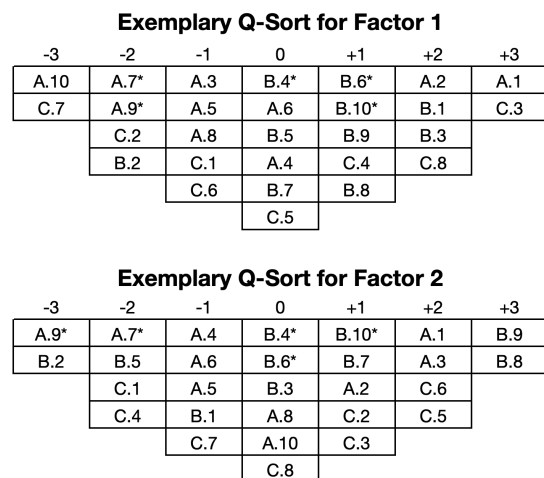 Exemplary Q-Sort for Factor 1
-3 -2 -1 0 +1 +2 +3
A.10 A.7* A.3 B.4* B.6* A.2 A.1
C.7 A.9* A.5 A.6 B.10* B.1 C.3
C.2 A.8 B.5 B.9 B.3
B.2 C.1 A.4 C.4 C.8
C.6 B.7 B.8
C.5
Exemplary Q-Sort for Factor 2
-3 -2 -1 0 +1 +2 +3
A.9* A.7* A.4 B.4* B.10* A.1 B.9
B.2 B.5 A.6 B.6* B.7 A.3 B.8
C.1 A.5 B.3 A.2 C.6
C.4 B.1 A.8 C.2 C.5
C.7 A.10 C.3
C.8